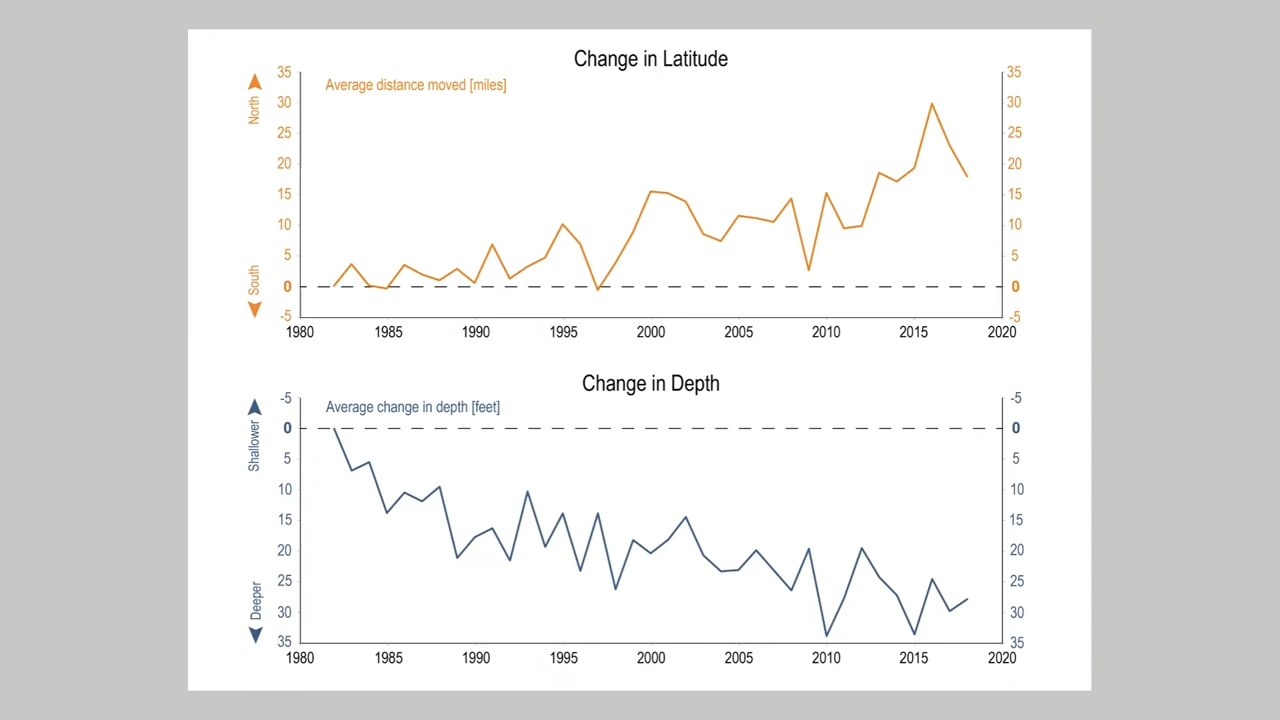 Change in Latitude
Average distance moved [miles]
North
South
35 35
30 30
25 25
20 20
15 15
10 10
5 5
0 0
-5 -5
1980 1985 1990 1995 2000 2005 2010 2015 2020
Change in Depth
Average change in depth [feet]
Shallower
Deeper
-5 -5
0 0
5 5
10 10
15 15
20 20
25 25
30 30
35 35
1980 1985 1990 1995 2000 2005 2010 2015 2020